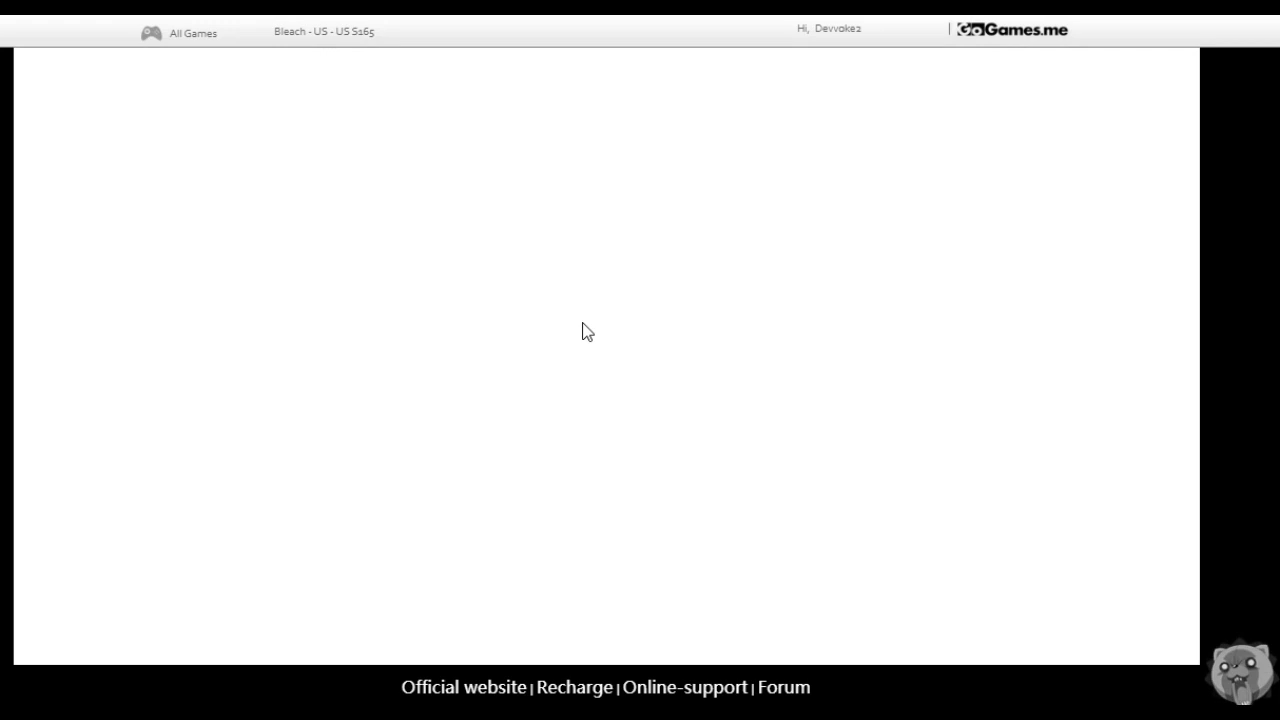 All Games Bleach - US - US S165 Hi, Devvoke2 | GoGames.me
Official website | Recharge | Online-support | Forum